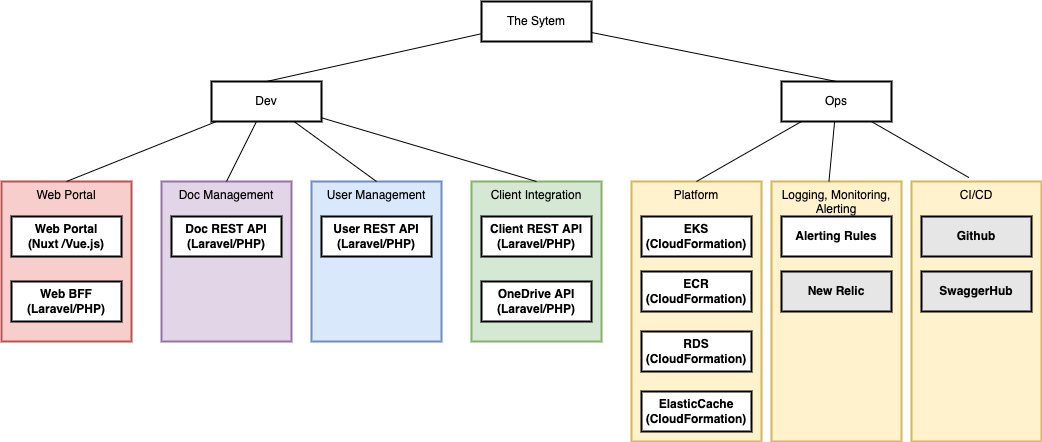 The Sytem
Dev
Ops
Web Portal
Web Portal
(Nuxt /Vue.js)
Web BFF
(Laravel/PHP)
Doc Management
Doc REST API
(Laravel/PHP)
User Management
User REST API
(Laravel/PHP)
Client Integration
Client REST API
(Laravel/PHP)
OneDrive API
(Laravel/PHP)
Platform
EKS
(CloudFormation)
ECR
(CloudFormation)
RDS
(CloudFormation)
ElasticCache
(CloudFormation)
Logging, Monitoring,
Alerting
Alerting Rules
New Relic
CI/CD
Github
SwaggerHub